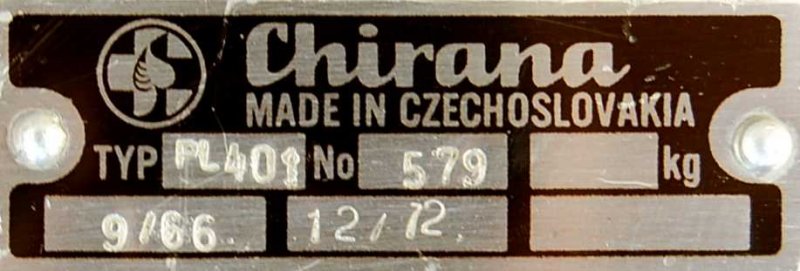 Chirana
MADE IN CZECHOSLOVAKIA
TYP PL401 No 579 kg
9/66 12/72